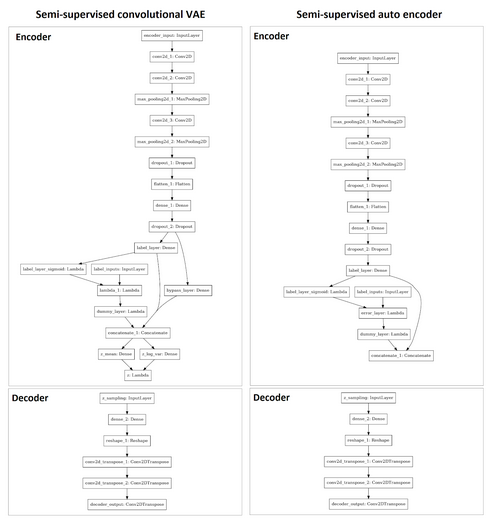 Semi-supervised convolutional VAE
Encoder
encoder_input: InputLayer
conv2d_1: Conv2D
conv2d_2: Conv2D
max_pooling2d_1: MaxPooling2D
conv2d_3: Conv2D
max_pooling2d_2: MaxPooling2D
dropout_1: Dropout
flatten_1: Flatten
dense_1: Dense
dropout_2: Dropout
label_layer: Dense
label_layer_sigmoid: Lambda
label_inputs: InputLayer
lambda_1: Lambda
bypass_layer: Dense
dummy_layer: Lambda
concatenate_1: Concatenate
z_mean: Dense
z_log_var: Dense
z: Lambda
Decoder
z_sampling: InputLayer
dense_2: Dense
reshape_1: Reshape
conv2d_transpose_1: Conv2DTranspose
conv2d_transpose_2: Conv2DTranspose
decoder_output: Conv2DTranspose
Semi-supervised auto encoder
Encoder
encoder_input: InputLayer
conv2d_1: Conv2D
conv2d_2: Conv2D
max_pooling2d_1: MaxPooling2D
conv2d_3: Conv2D
max_pooling2d_2: MaxPooling2D
dropout_1: Dropout
flatten_1: Flatten
dense_1: Dense
dropout_2: Dropout
label_layer: Dense
label_layer_sigmoid: Lambda
label_inputs: InputLayer
error_layer: Lambda
dummy_layer: Lambda
concatenate_1: Concatenate
Decoder
z_sampling: InputLayer
dense_2: Dense
reshape_1: Reshape
conv2d_transpose_1: Conv2DTranspose
conv2d_transpose_2: Conv2DTranspose
decoder_output: Conv2DTranspose